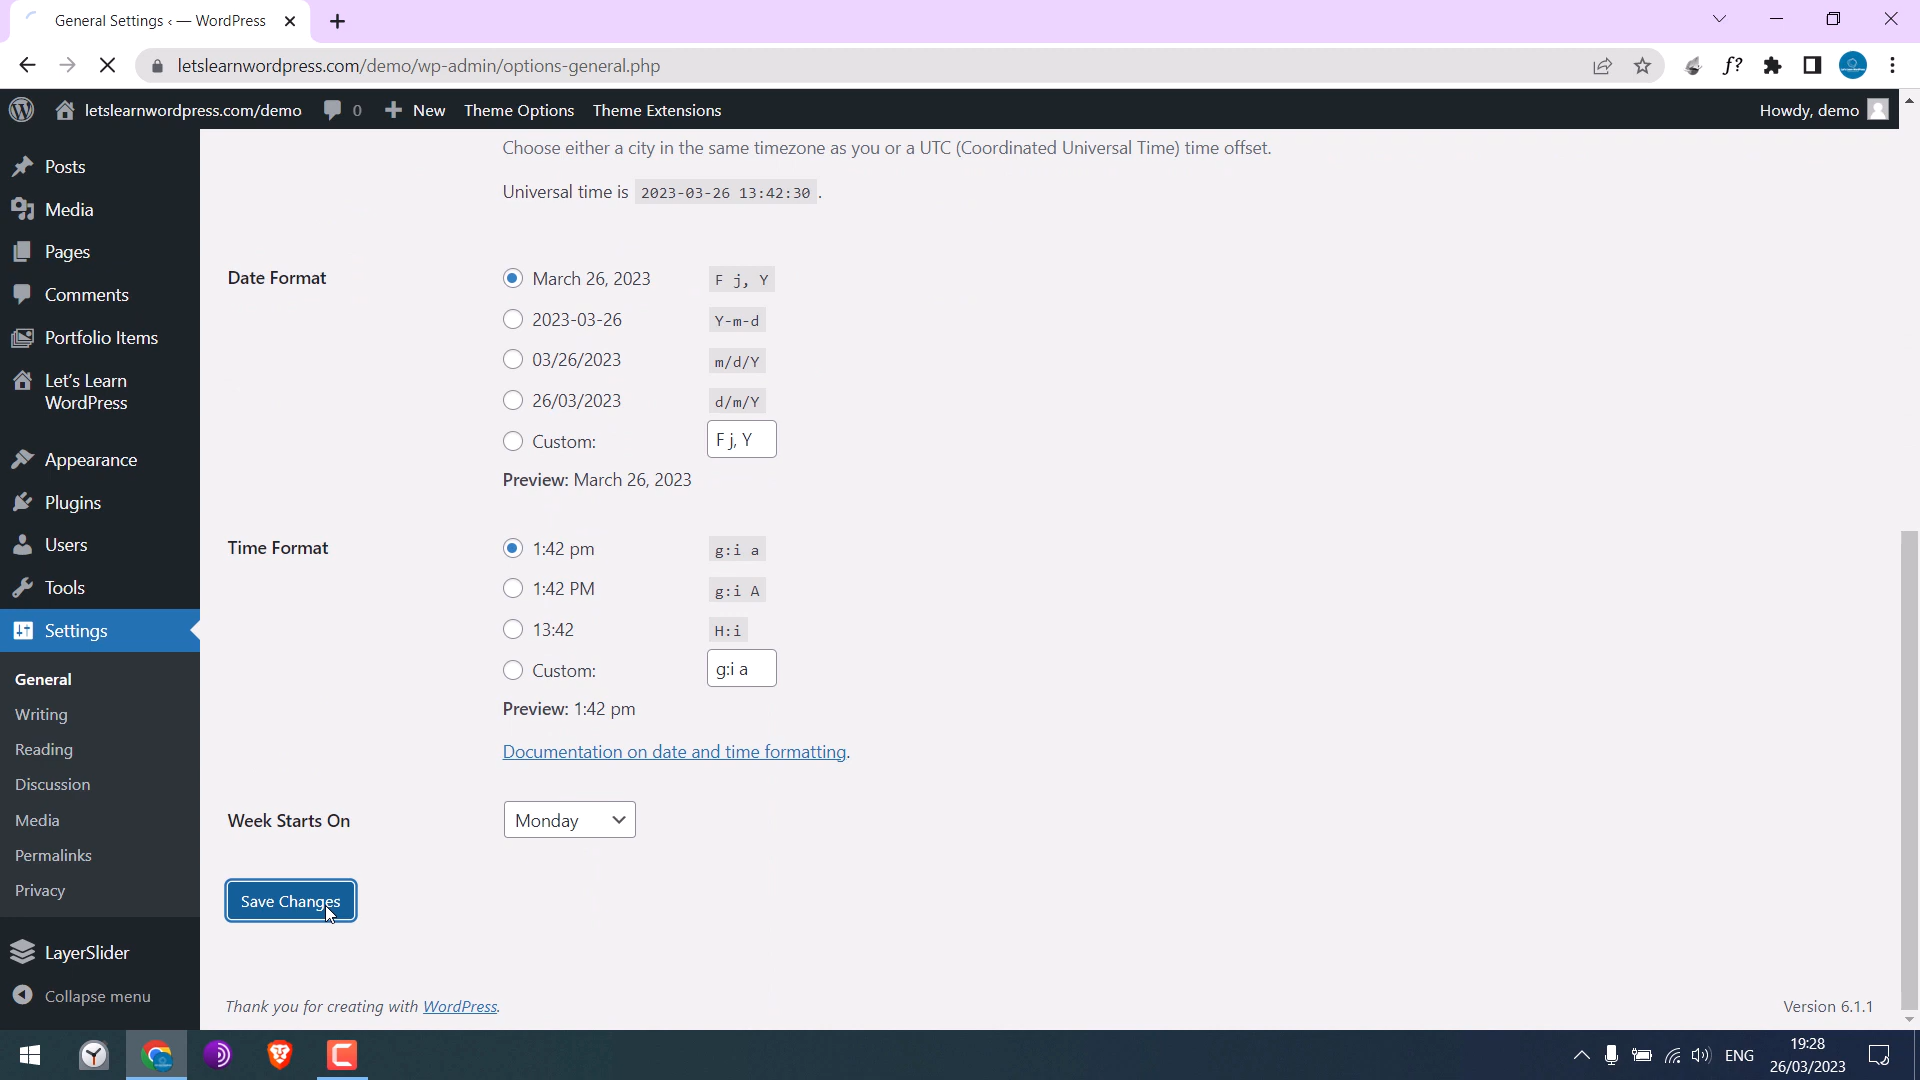 General Settings ‹ — WordPress
letslearnwordpress.com/demo/wp-admin/options-general.php
f?
letslearnwordpress.com/demo 0 New Theme Options Theme Extensions Howdy, demo
Posts
Media
Pages
Comments
Portfolio Items
Let's Learn
WordPress
Appearance
Plugins
Users
Tools
Settings
General
Writing
Reading
Discussion
Media
Permalinks
Privacy
LayerSlider
Collapse menu
Choose either a city in the same timezone as you or a UTC (Coordinated Universal Time) time offset.
Universal time is 2023-03-26 13:42:30 .
Date Format
March 26, 2023 F j, Y
2023-03-26 Y-m-d
03/26/2023 m/d/Y
26/03/2023 d/m/Y
Custom: F j, Y
Preview: March 26, 2023
Time Format
1:42 pm g:i a
1:42 PM g:i A
13:42 H:i
Custom: g:i a
Preview: 1:42 pm
Documentation on date and time formatting.
Week Starts On Monday
Save Changes
Thank you for creating with WordPress. Version 6.1.1
ENG
19:28
26/03/2023